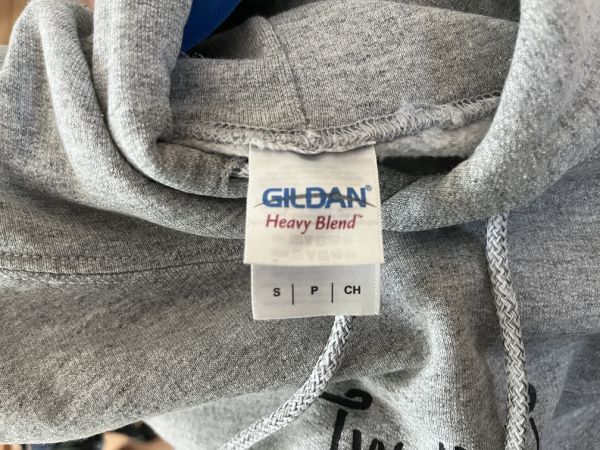 GILDAN®
Heavy Blend™
S | P | CH